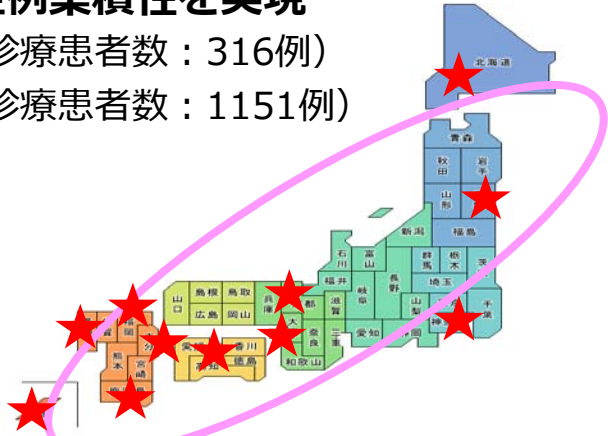 症例集積性を実現
診療患者数：316例）
診療患者数：1151例）
北海道
青森
秋田 岩手
山形
新潟 福島
石川 富山 群馬 栃木 茨
福井 岐阜 長野 埼玉
山口 島根 鳥取 兵庫 都 滋賀 山梨 千葉
広島 岡山 大 奈良 三重 愛知 静岡 神
和歌山
香川
徳島
熊本 宮崎